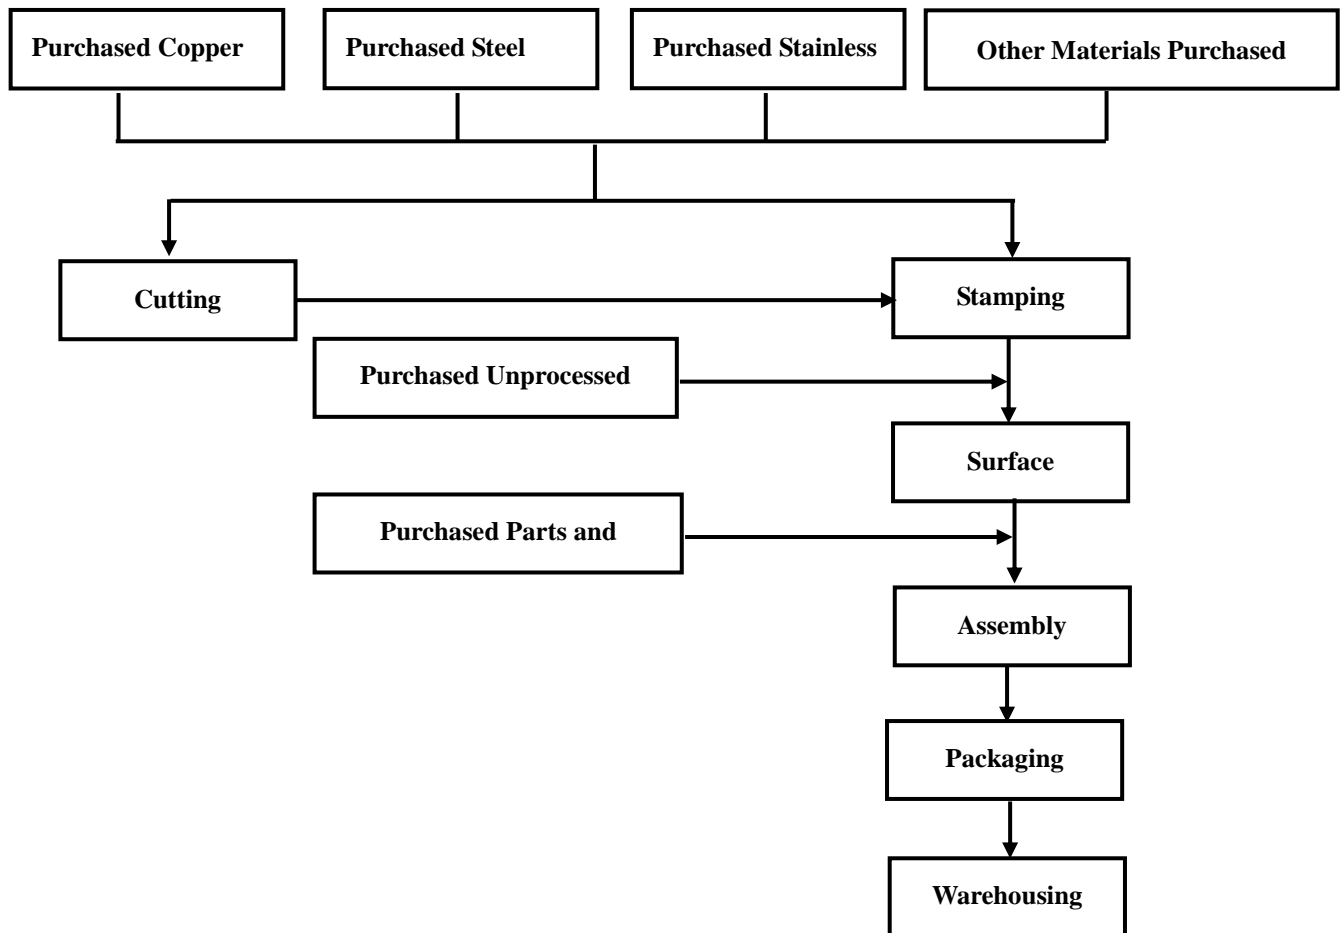 Purchased Copper
Purchased Steel
Purchased Stainless
Other Materials Purchased
Cutting
Stamping
Purchased Unprocessed
Surface
Purchased Parts and
Assembly
Packaging
Warehousing